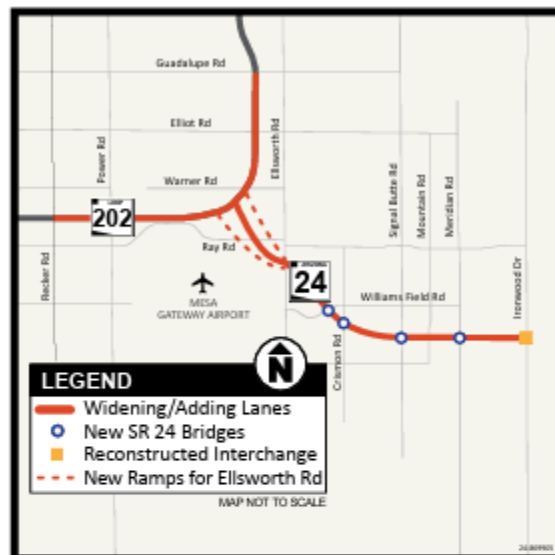 Guadalupe Rd
Elliot Rd
Power Rd
Ellsworth Rd
Warner Rd
Signal Butte Rd
Mountain Rd
Meridian Rd
LOOP
202
Ray Rd
Recker Rd
ARIZONA
24
Ironwood Dr
Williams Field Rd
MESA
GATEWAY AIRPORT
Crismon Rd
N
LEGEND
Widening/Adding Lanes
New SR 24 Bridges
Reconstructed Interchange
New Ramps for Ellsworth Rd
MAP NOT TO SCALE